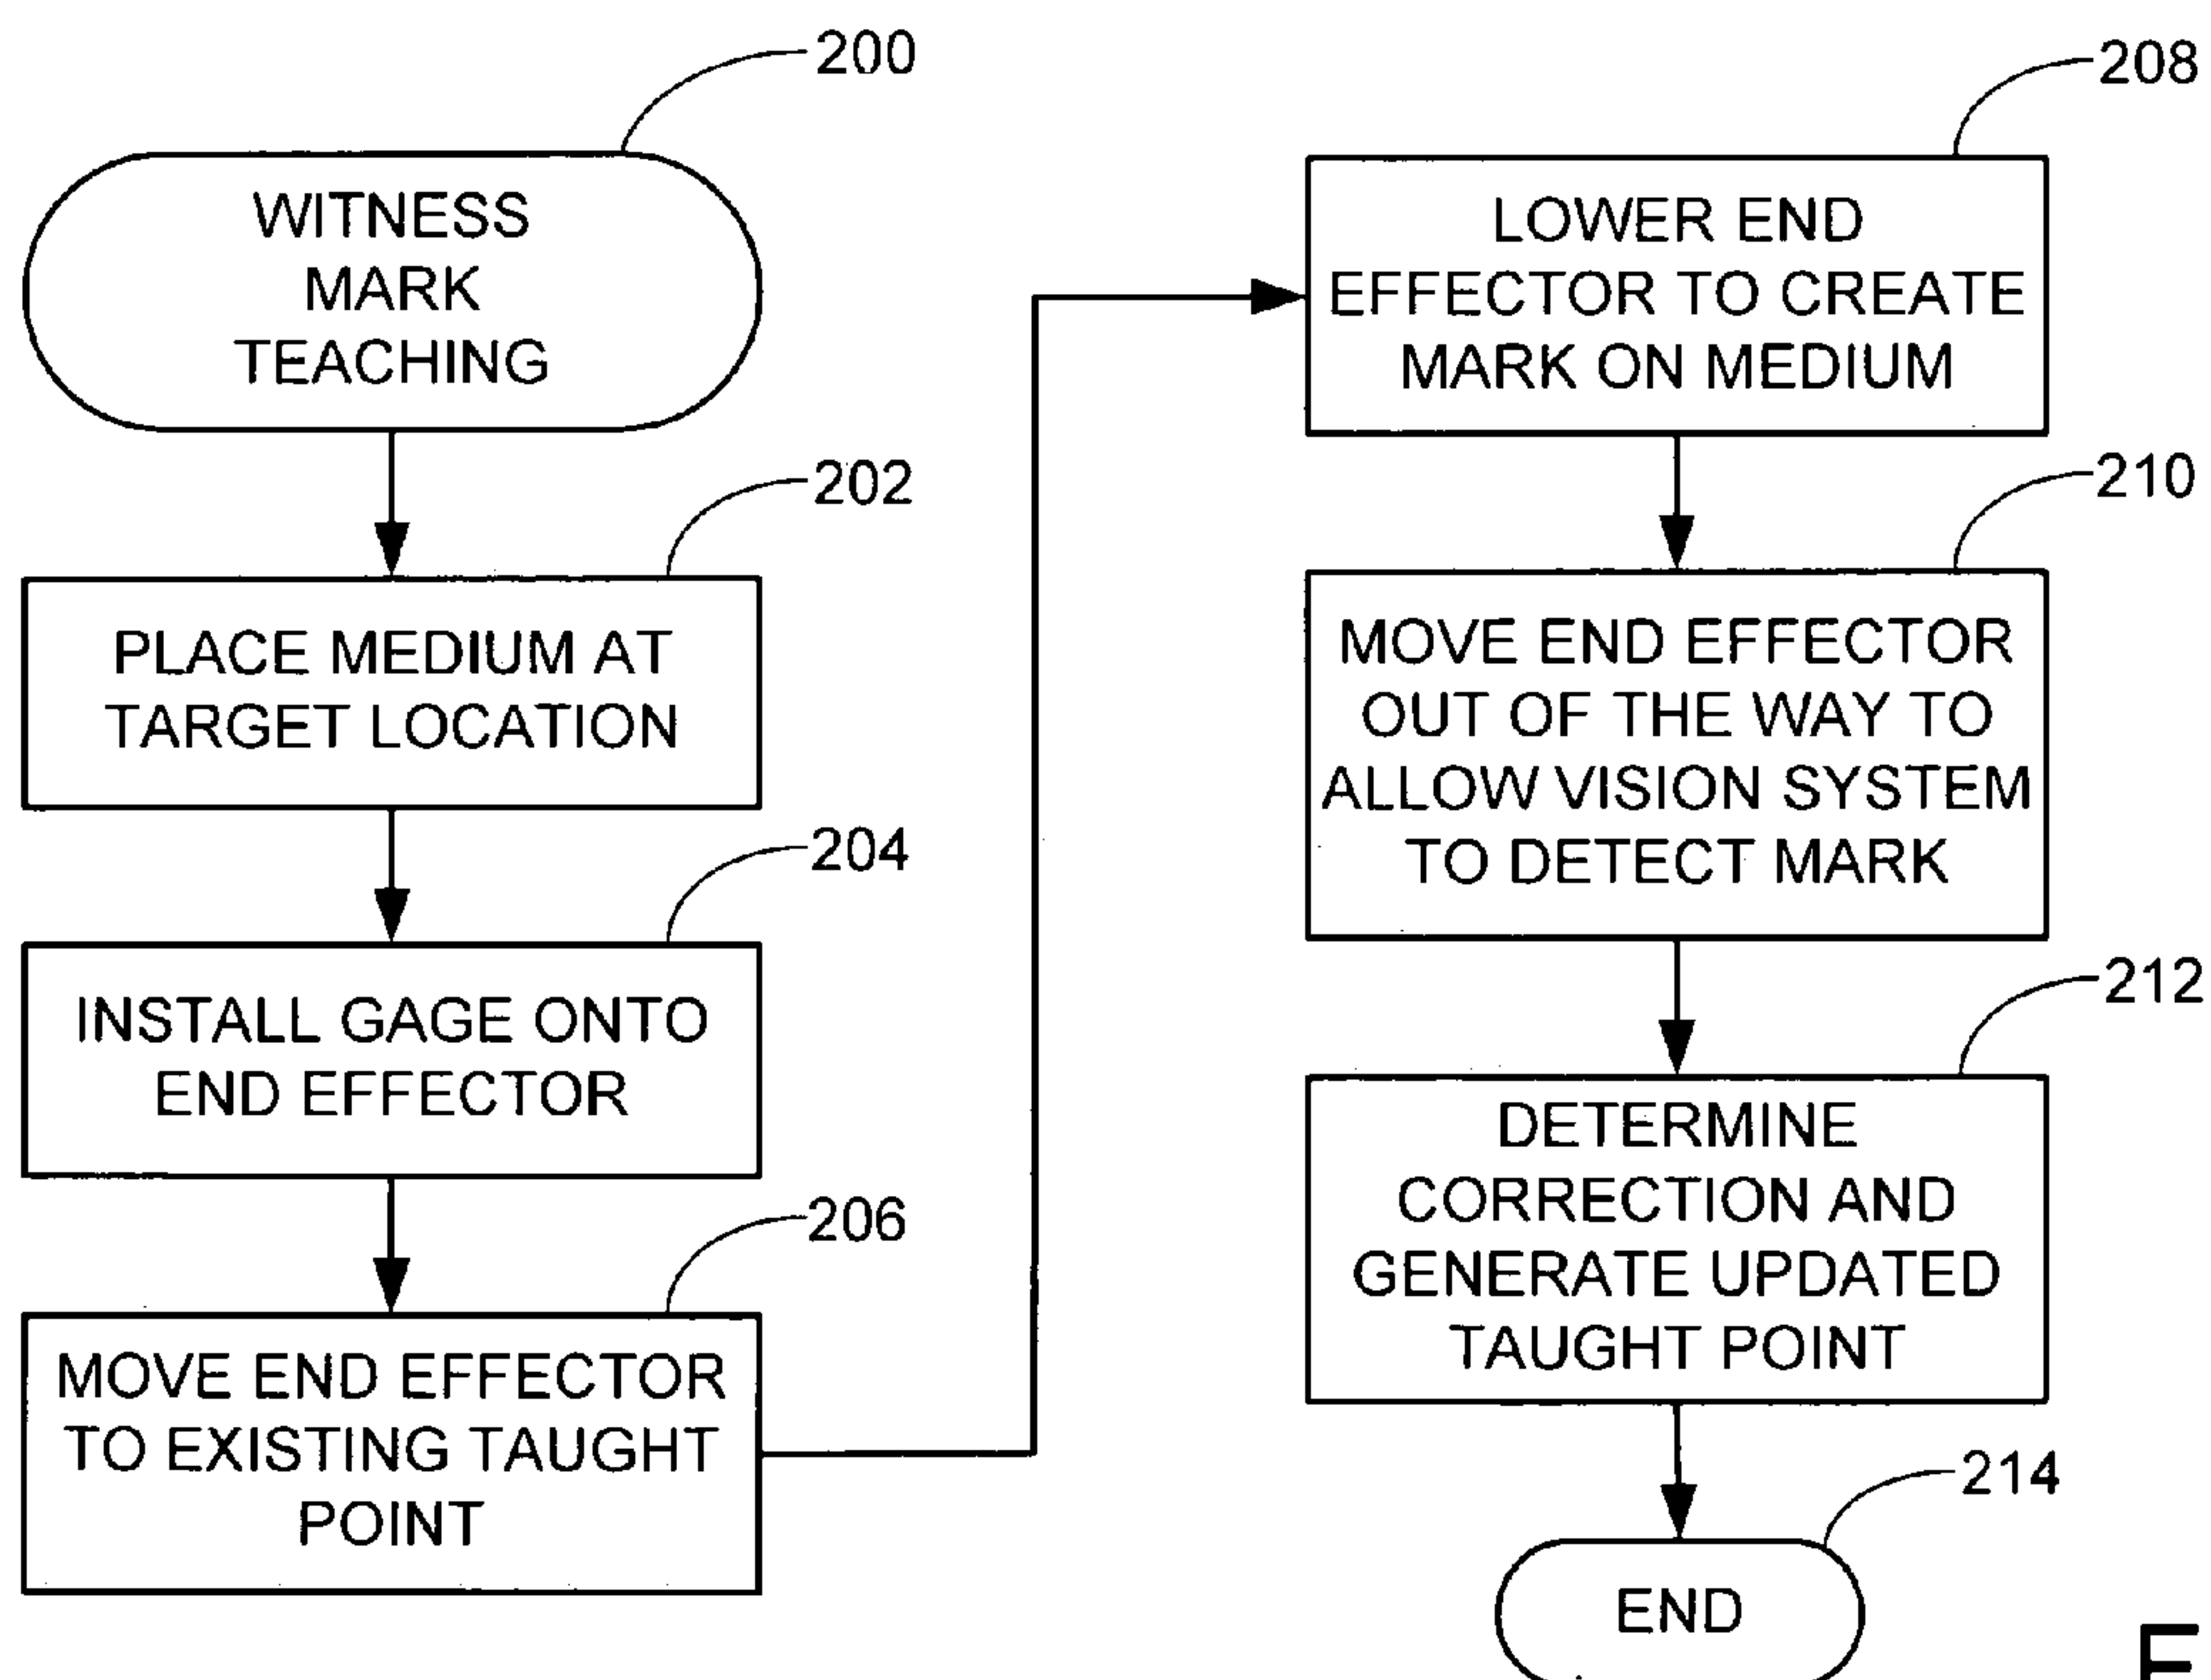 200
WITNESS
MARK
TEACHING
202
PLACE MEDIUM AT
TARGET LOCATION
204
INSTALL GAGE ONTO
END EFFECTOR
206
MOVE END EFFECTOR
TO EXISTING TAUGHT
POINT
208
LOWER END
EFFECTOR TO CREATE
MARK ON MEDIUM
210
MOVE END EFFECTOR
OUT OF THE WAY TO
ALLOW VISION SYSTEM
TO DETECT MARK
212
DETERMINE
CORRECTION AND
GENERATE UPDATED
TAUGHT POINT
214
END